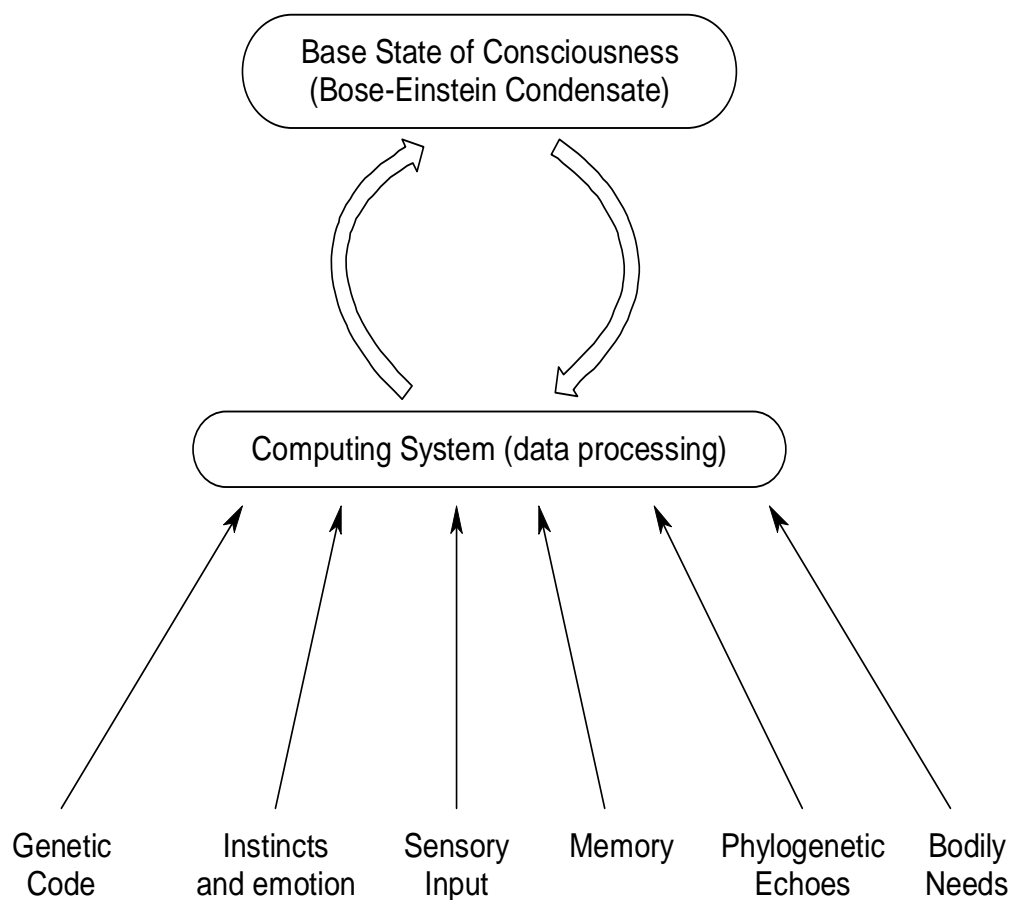 Base State of Consciousness
(Bose-Einstein Condensate)
Computing System (data processing)
Genetic
Code
Instincts
and emotion
Sensory
Input
Memory
Phylogenetic
Echoes
Bodily
Needs